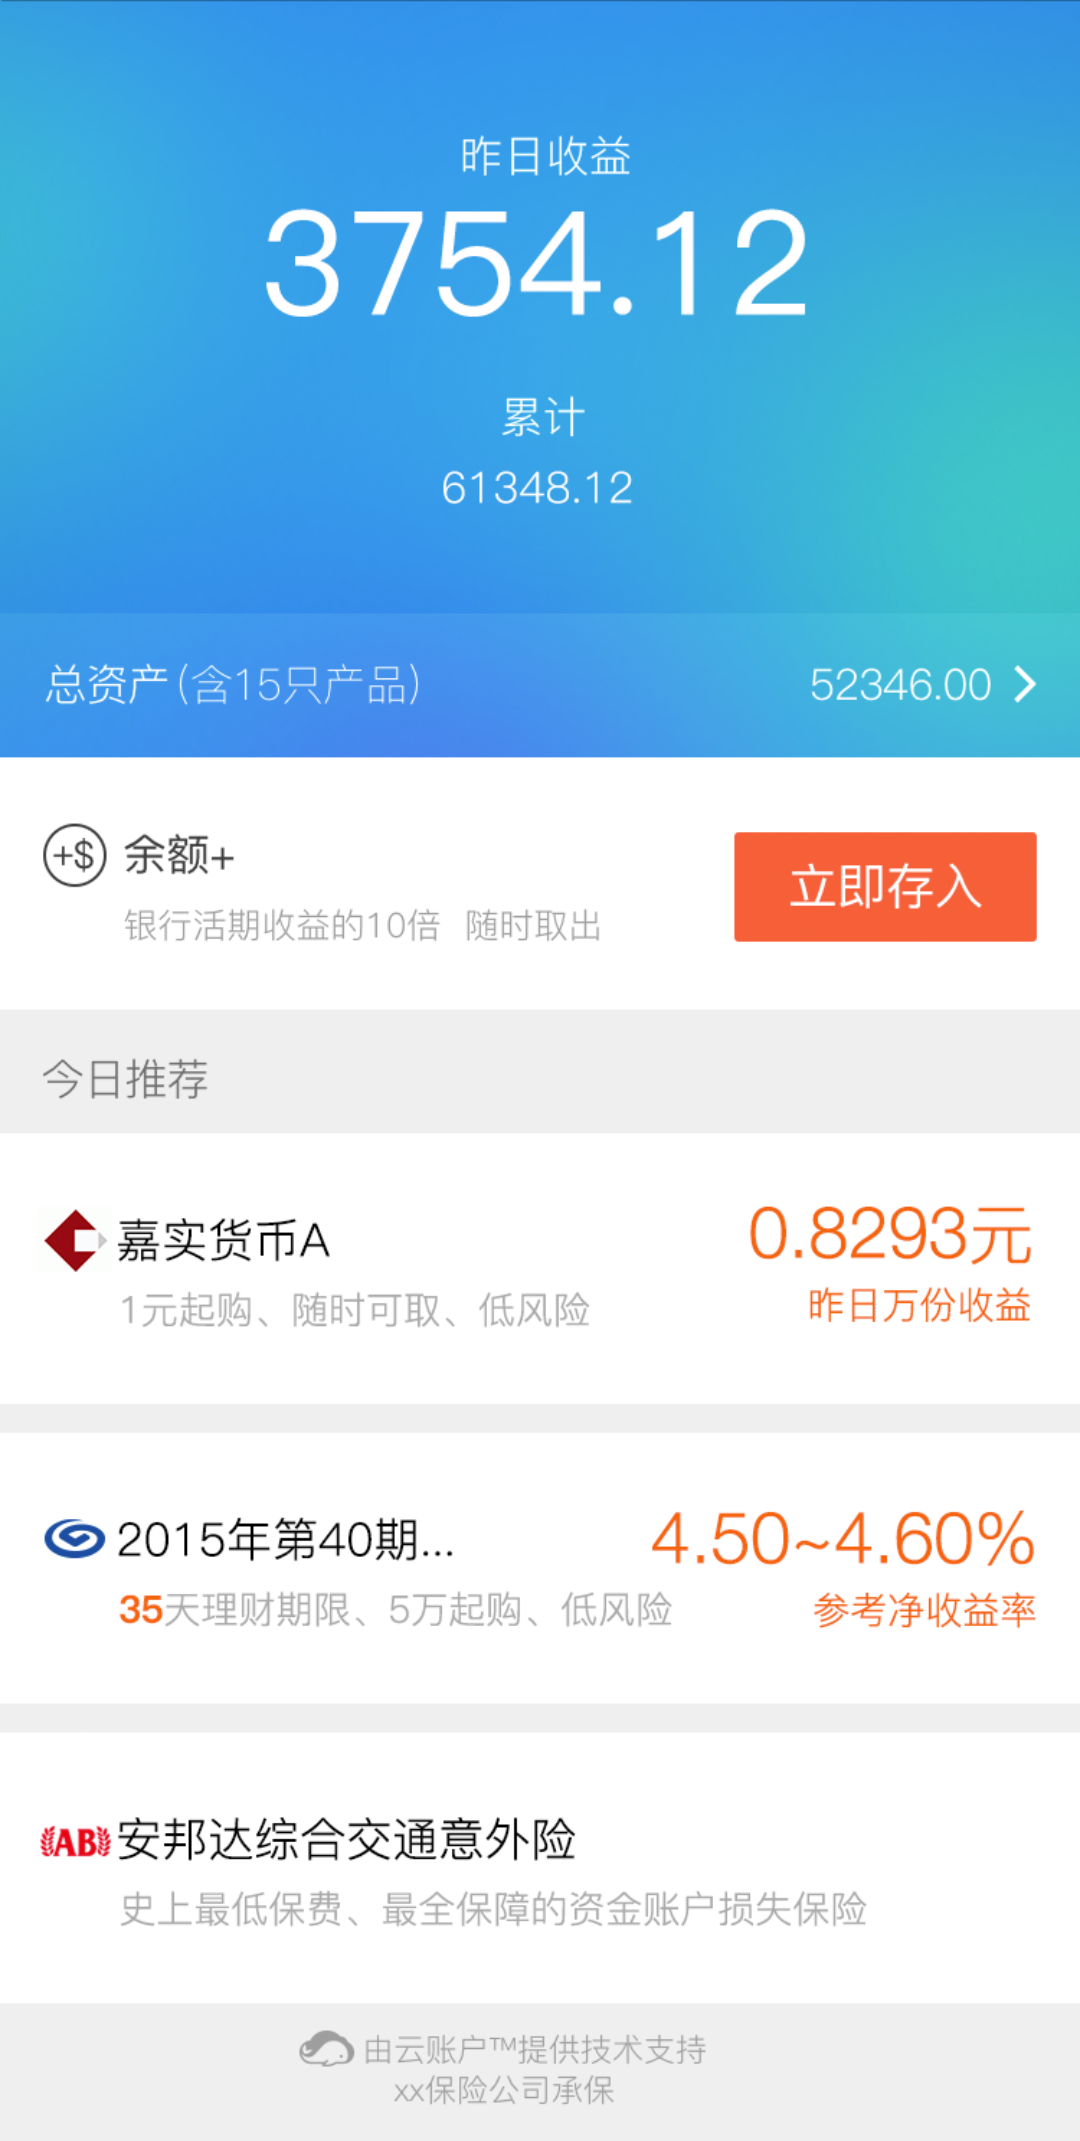 昨日收益
3754.12
累计
61348.12
总资产(含15只产品) 52346.00
+$ 余额+
银行活期收益的10倍 随时取出
立即存入
今日推荐
嘉实货币A 0.8293元
1元起购、随时可取、低风险 昨日万份收益
2015年第40期... 4.50~4.60%
35天理财期限、5万起购、低风险 参考净收益率
AB 安邦达综合交通意外险
史上最低保费、最全保障的资金账户损失保险
由云账户™提供技术支持
xx保险公司承保